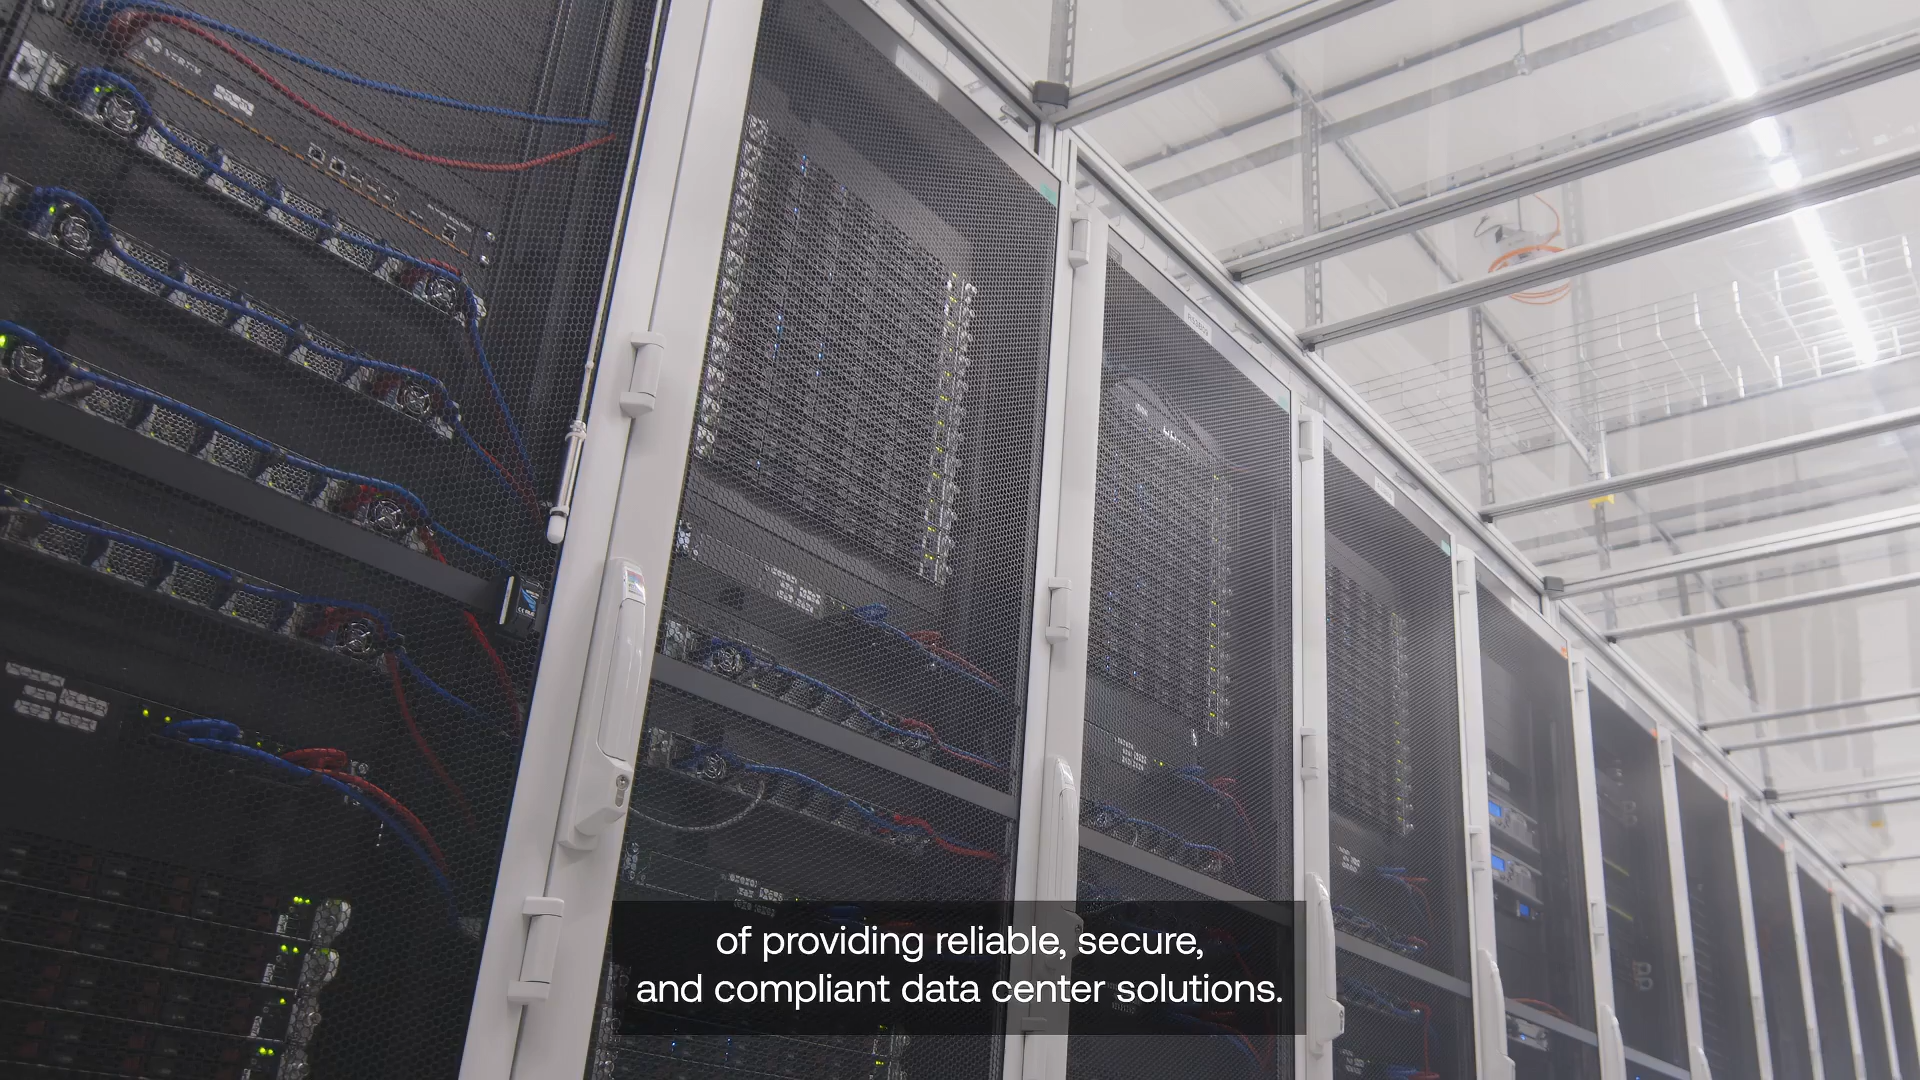 of providing reliable, secure,
and compliant data center solutions.